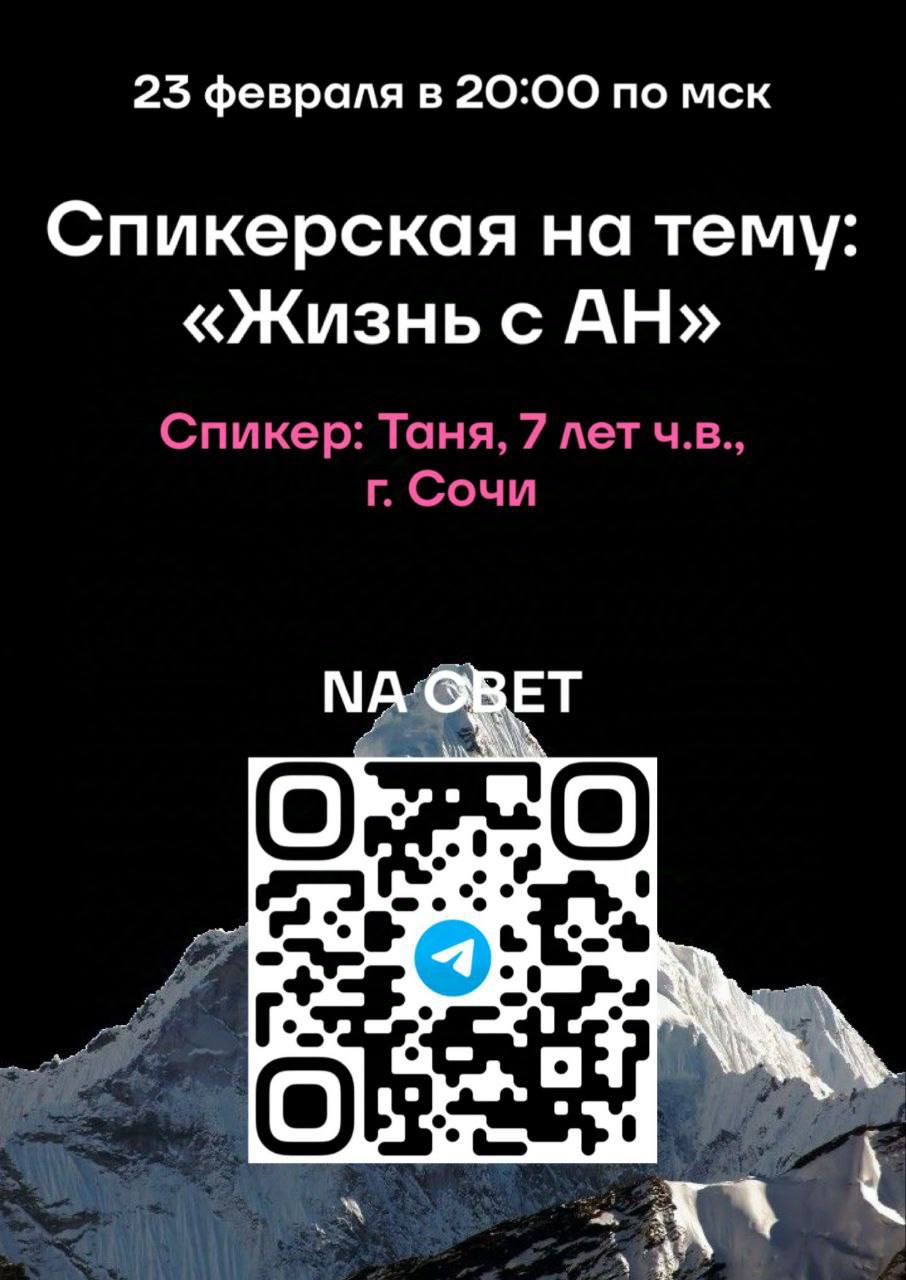 23 февраля в 20:00 по мск
Спикерская на тему:
«Жизнь с АН»
Спикер: Таня, 7 лет ч.в.,
г. Сочи
NA СВЕТ